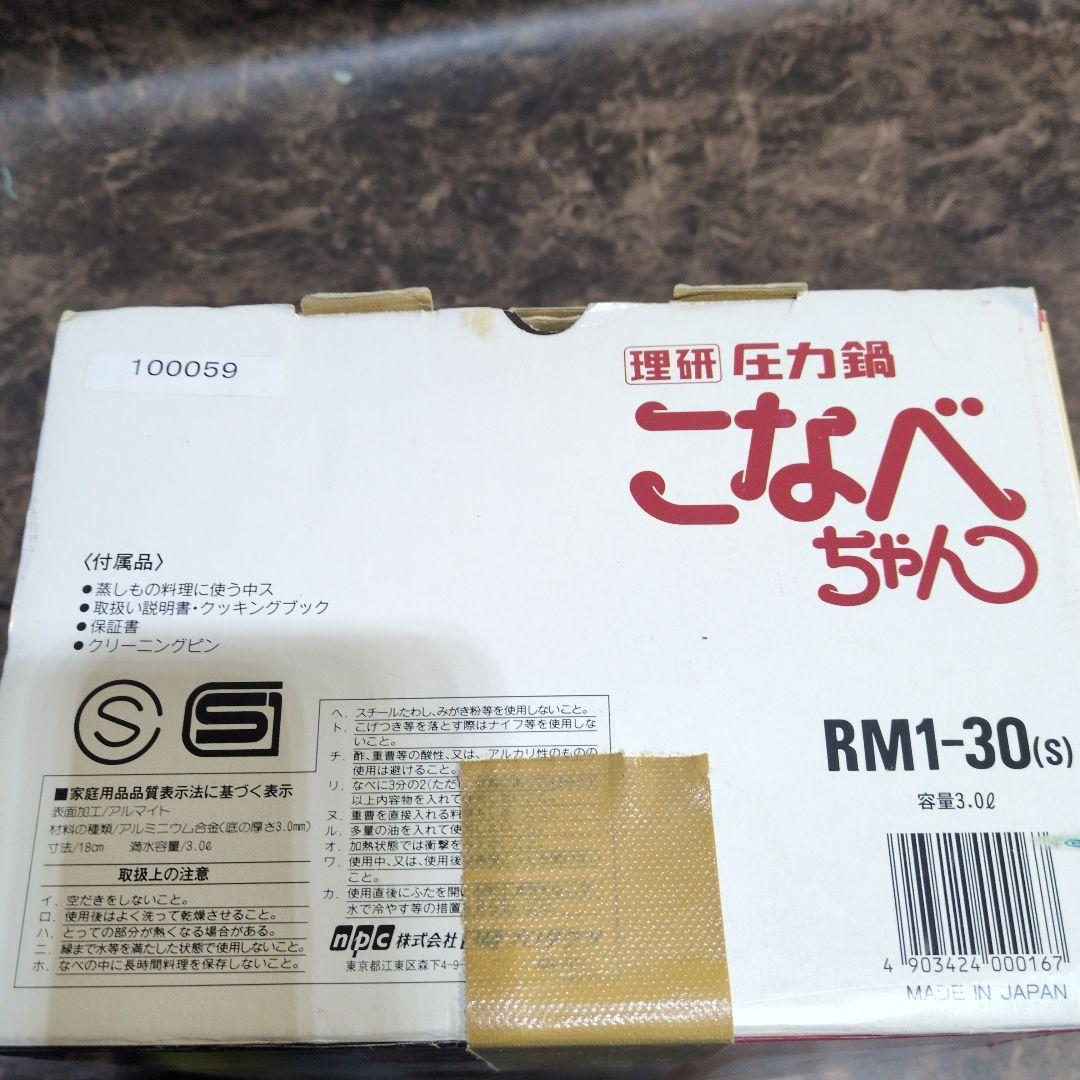 100059
理研 圧力鍋
こなべ
ちゃん
〈付属品〉
●蒸しもの料理に使う中ス
●取扱い説明書・クッキングブック
●保証書
●クリーニングピン
S
S
■家庭用品品質表示法に基づく表示
表面加工/アルマイト
材料の種類/アルミニウム合金(底の厚さ3.0mm)
寸法/18cm 満水容量/3.0ℓ
取扱上の注意
イ. 空だきをしないこと。
ロ. 使用後はよく洗って乾燥させること。
ハ. とっての部分が熱くなる場合がある。
ニ. 縁まで水等を満たした状態で使用しないこと。
ホ. なべの中に長時間料理を保存しないこと。
ヘ. スチールたわし、みがき粉等を使用しないこと。
ト. こげつき等を落とす際はナイフ等を使用しな
いこと。
チ. 酢、重曹等の酸性、又は、アルカリ性のものの
使用は避けること。
リ. なべに3分の2(ただ
以上内容物を入れて
ヌ. 重曹を直接入れる料
ル. 多量の油を入れて使
オ. 加熱状態では衝撃を
ワ. 使用中、又は、使用後
こと。
カ. 使用直後にふたを開
水で冷やす等の措置
npc 株式会社
東京都江東区森下4-9-
RM1-30(S)
容量3.0ℓ
4 903424 000167
MADE IN JAPAN